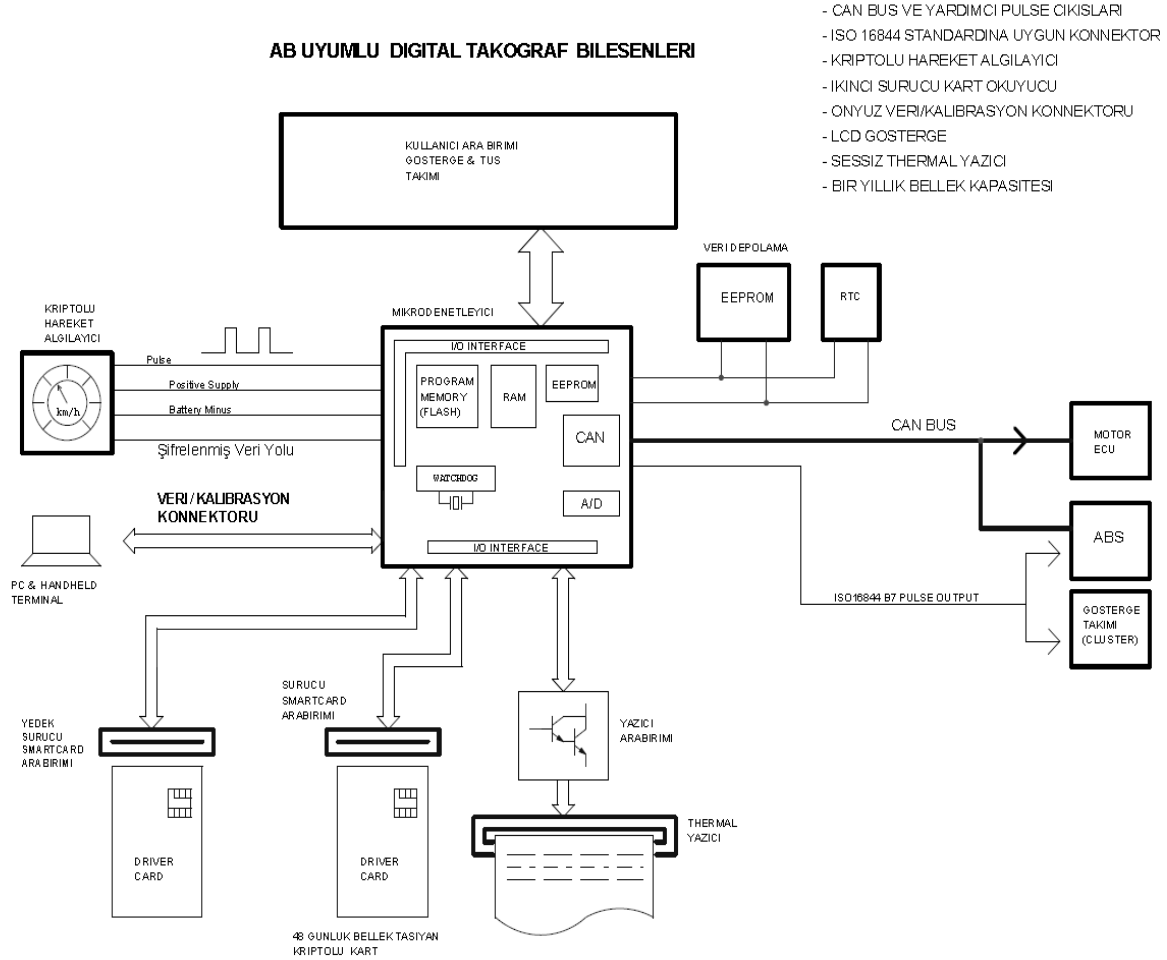 - CAN BUS VE YARDIMCI PULSE CIKISLARI
AB UYUMLU DIGITAL TAKOGRAF BILESENLERI
- ISO 16844 STANDARDINA UYGUN KONNEKTOR
- KRIPTOLU HAREKET ALGILAYICI
- IKINCI SURUCU KART OKUYUCU
- ONYUZ VERI/KALIBRASYON KONNEKTORU
- LCD GOSTERGE
- SESSIZ THERMAL YAZICI
- BIR YILLIK BELLEK KAPASITESI
KULLANICI ARA BIRIMI
GOSTERGE & TUS
TAKIMI
VERI DEPOLAMA
EEPROM
RTC
KRIPTOLU
HAREKET
ALGILAYICI
km/h
Pulse
Positive Supply
Battery Minus
Şifrelenmiş Veri Yolu
MIKRODENETLEYICI
I/O INTERFACE
PROGRAM
MEMORY
(FLASH)
RAM
EEPROM
CAN
WATCHDOG
A/D
I/O INTERFACE
CAN BUS
MOTOR
ECU
ABS
ISO16844 B7 PULSE OUTPUT
GOSTERGE
TAKIMI
(CLUSTER)
VERI / KALIBRASYON
KONNEKTORU
PC & HANDHELD
TERMINAL
YEDEK
SURUCU
SMARTCARD
ARABIRIMI
SURUCU
SMARTCARD
ARABIRIMI
YAZICI
ARABIRIMI
THERMAL
YAZICI
DRIVER
CARD
DRIVER
CARD
48 GUNLUK BELLEK TASIYAN
KRIPTOLU KART